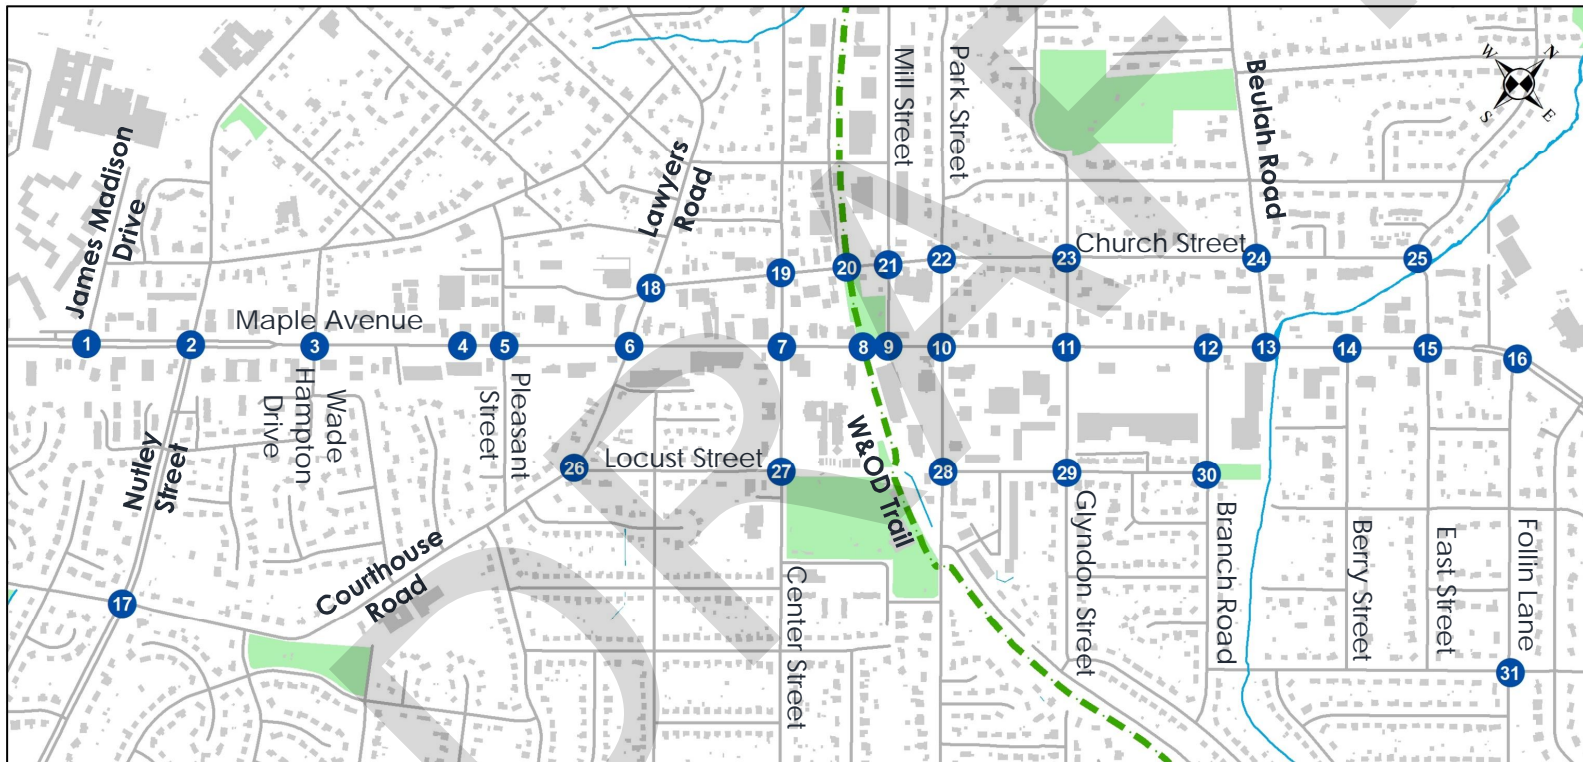 W
N
S
E
Mill Street
Park Street
Beulah Road
James Madison
Drive
Lawyers
Road
Church Street
18
19
20
21
22
23
24
25
Maple Avenue
1
2
3
4
5
6
7
8
9
10
11
12
13
14
15
16
Nutley
Street
Wade
Hampton
Drive
Pleasant
Street
26
Locust Street
27
W&OD Trail
28
29
30
17
Courthouse
Road
Center Street
Glyndon Street
Branch Road
Berry Street
East Street
Follin Lane
31
DRAFT